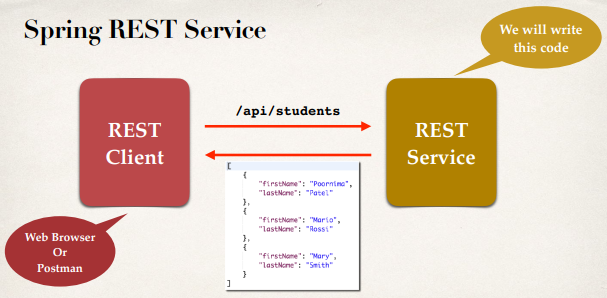 Spring REST Service
We will write
this code
REST
Client
/api/students
REST
Service
[
{
"firstName": "Poornima",
"lastName": "Patel"
},
{
"firstName": "Mario",
"lastName": "Rossi"
},
{
"firstName": "Mary",
"lastName": "Smith"
}
]
Web Browser
Or
Postman